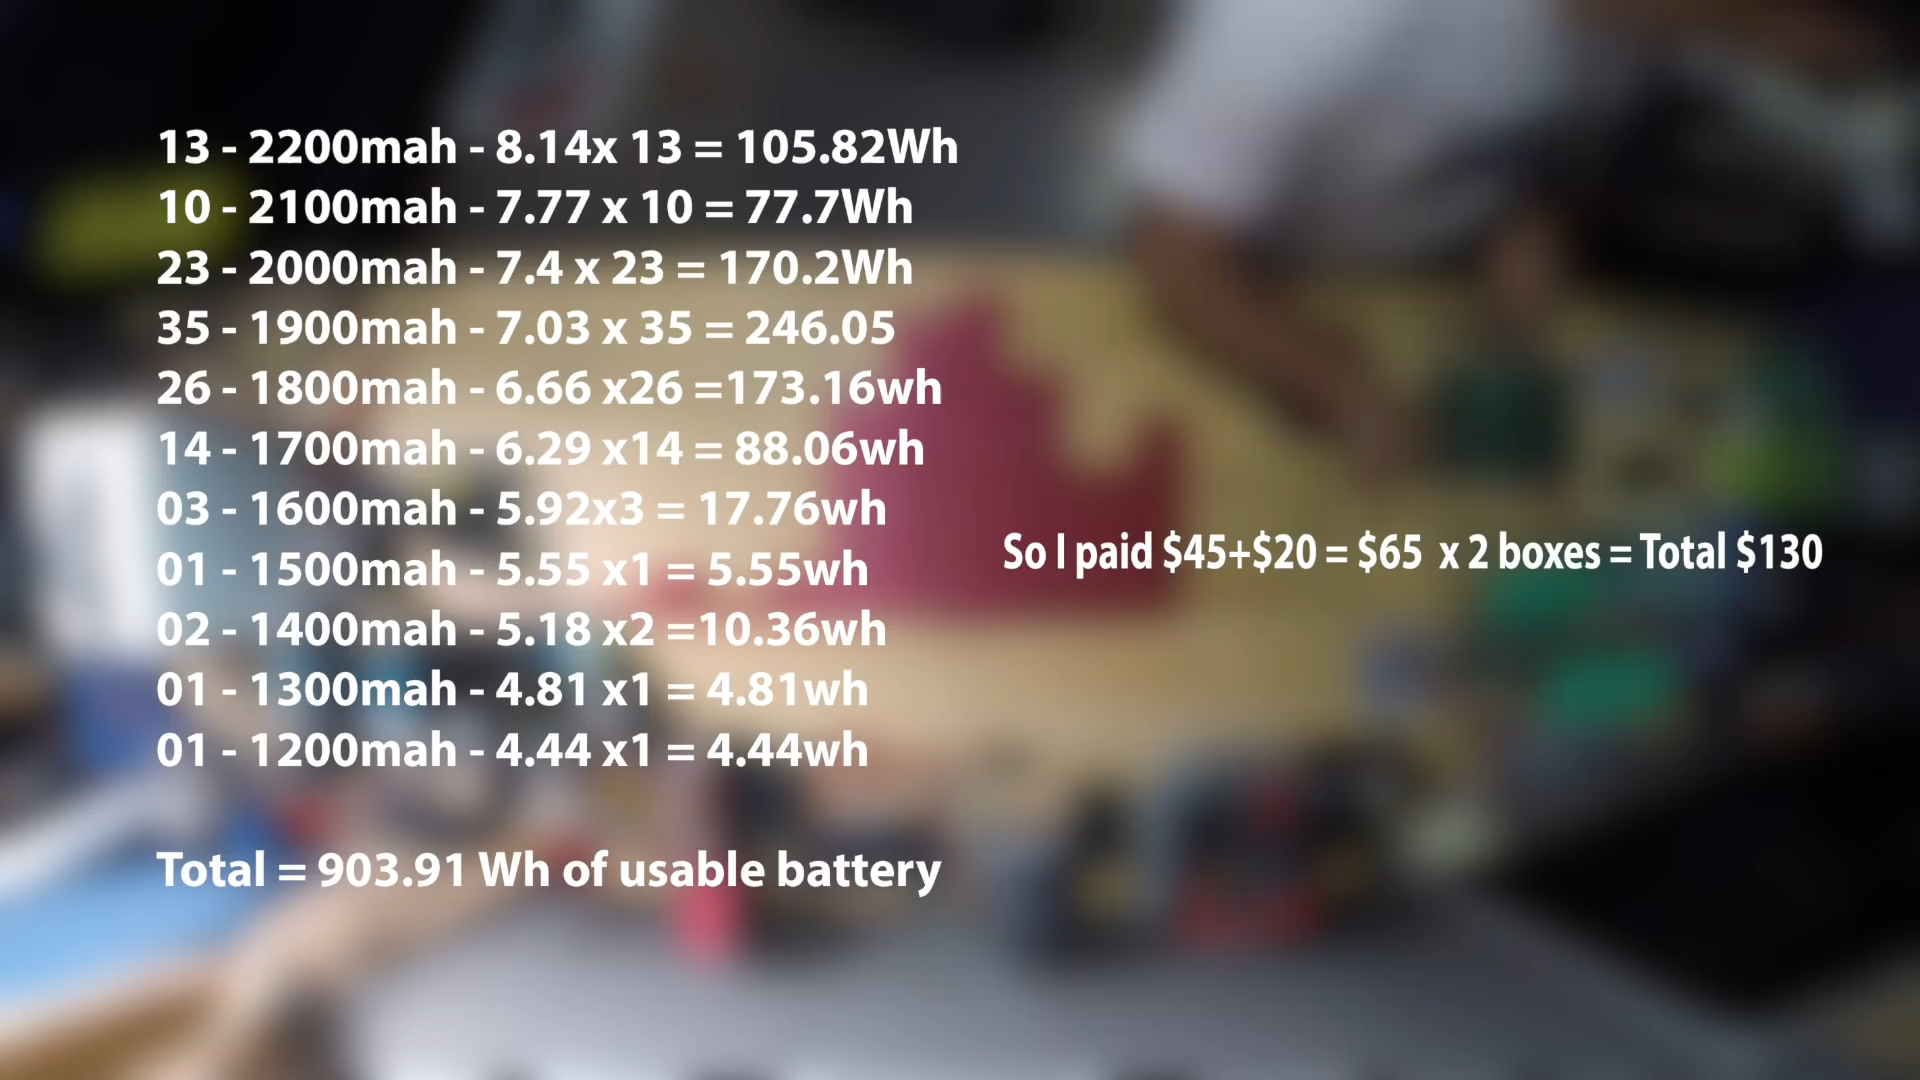 13 - 2200mah - 8.14x 13 = 105.82Wh
10 - 2100mah - 7.77 x 10 = 77.7Wh
23 - 2000mah - 7.4 x 23 = 170.2Wh
35 - 1900mah - 7.03 x 35 = 246.05
26 - 1800mah - 6.66 x26 =173.16wh
14 - 1700mah - 6.29 x14 = 88.06wh
03 - 1600mah - 5.92x3 = 17.76wh
01 - 1500mah - 5.55 x1 = 5.55wh
02 - 1400mah - 5.18 x2 =10.36wh
01 - 1300mah - 4.81 x1 = 4.81wh
01 - 1200mah - 4.44 x1 = 4.44wh
Total = 903.91 Wh of usable battery
So I paid $45+$20 = $65 x 2 boxes = Total $130